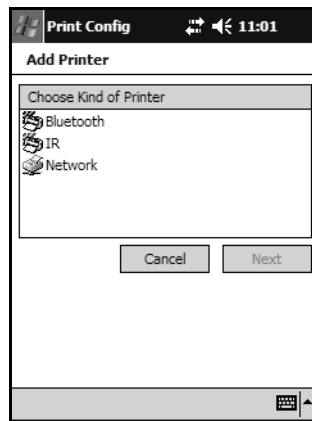 Print Config 11:01
Add Printer
Choose Kind of Printer
Bluetooth
IR
Network
Cancel Next